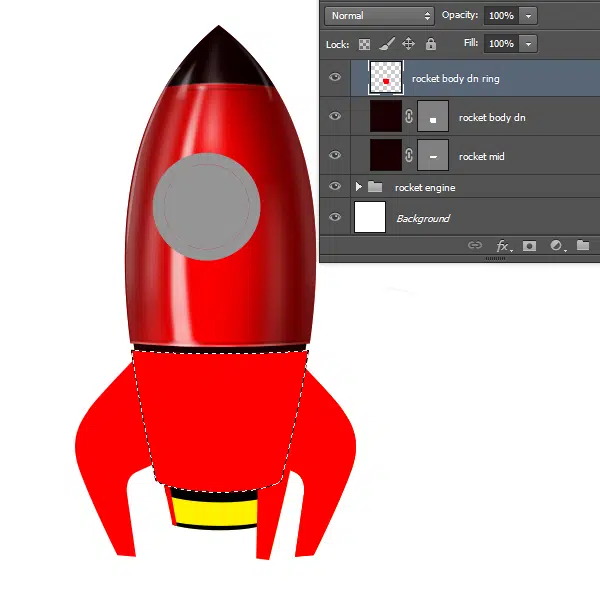 Normal Opacity: 100%
Lock: Fill: 100%
rocket body dn ring
rocket body dn
rocket mid
rocket engine
Background
fx